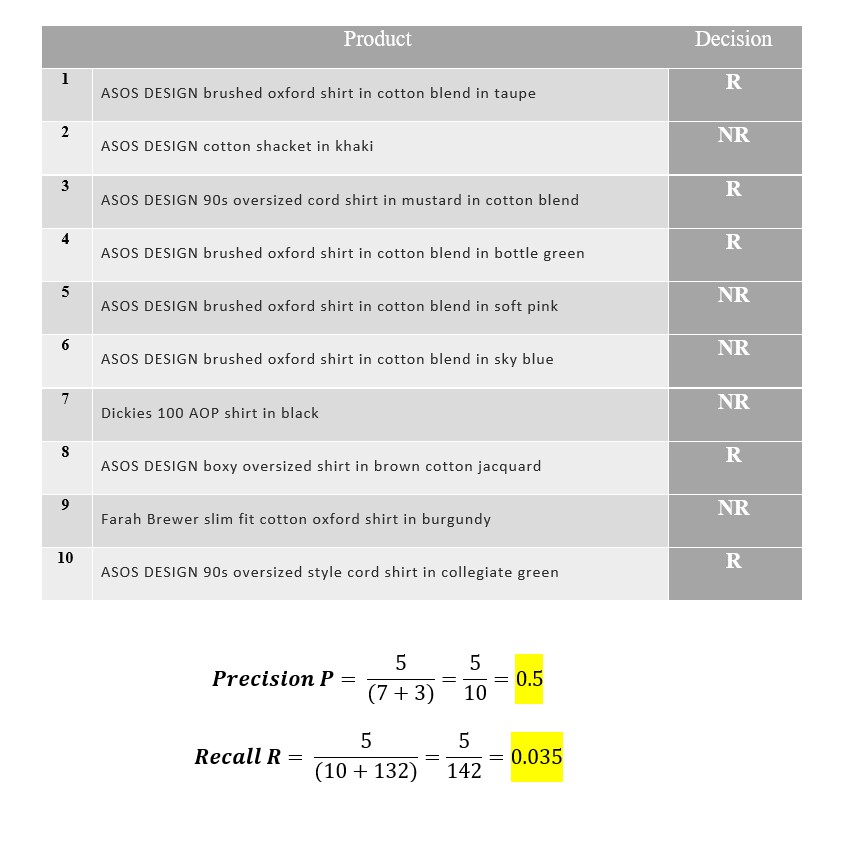 Product Decision
1 ASOS DESIGN brushed oxford shirt in cotton blend in taupe R
2 ASOS DESIGN cotton shacket in khaki NR
3 ASOS DESIGN 90s oversized cord shirt in mustard in cotton blend R
4 ASOS DESIGN brushed oxford shirt in cotton blend in bottle green R
5 ASOS DESIGN brushed oxford shirt in cotton blend in soft pink NR
6 ASOS DESIGN brushed oxford shirt in cotton blend in sky blue NR
7 Dickies 100 AOP shirt in black NR
8 ASOS DESIGN boxy oversized shirt in brown cotton jacquard R
9 Farah Brewer slim fit cotton oxford shirt in burgundy NR
10 ASOS DESIGN 90s oversized style cord shirt in collegiate green R
Precision P = 5/(7 + 3) = 5/10 = 0.5
Recall R = 5/(10 + 132) = 5/142 = 0.035